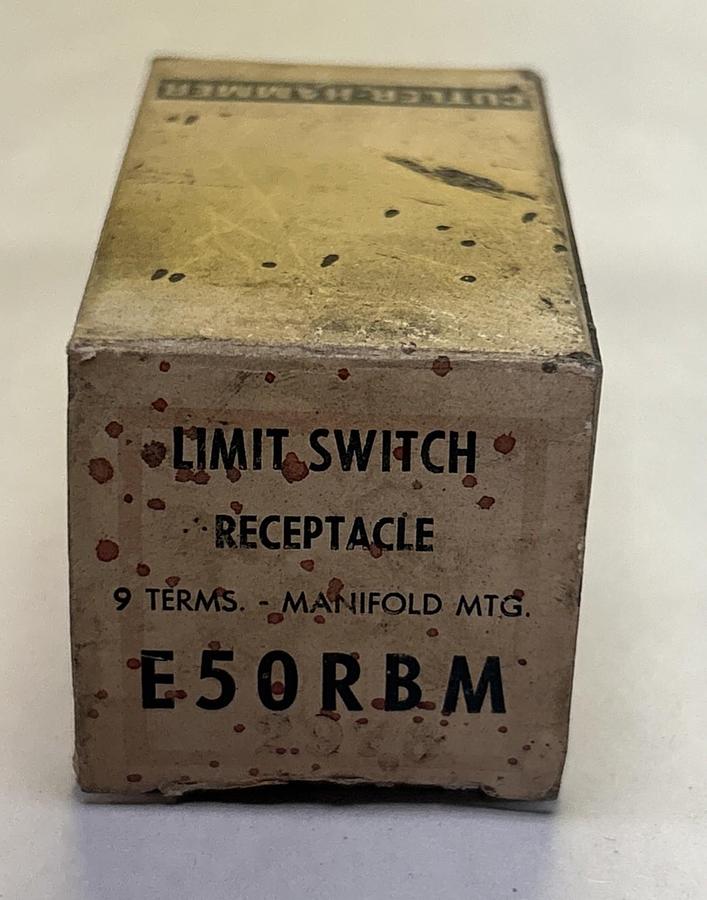 CUTLER-HAMMER
LIMIT SWITCH
RECEPTACLE
9 TERMS. - MANIFOLD MTG.
E50RBM